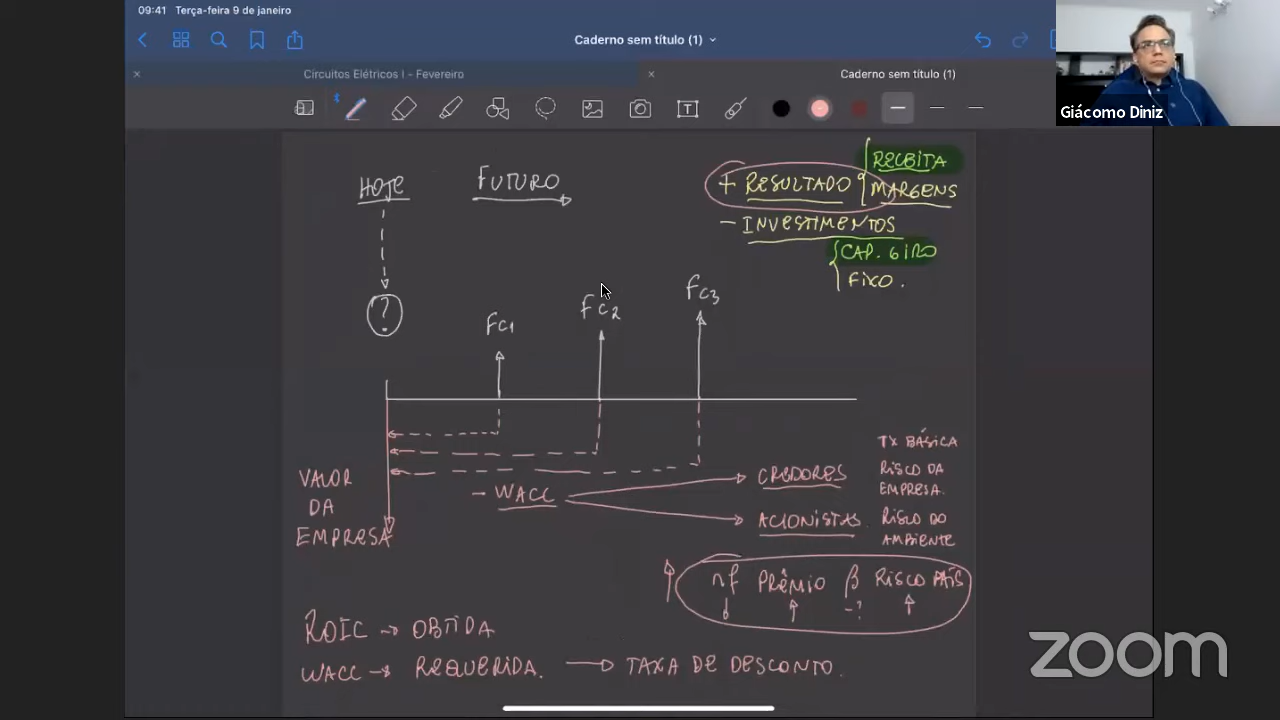 09:41 Terça-feira 9 de janeiro
Caderno sem título (1)
Circuitos Elétricos I - Fevereiro
Caderno sem título (1)
Giácomo Diniz
HOJE
FUTURO
+ RESULTADO
RECEITA
MARGENS
- INVESTIMENTOS
CAP. GIRO
FIXO.
?
FC1
FC2
FC3
VALOR
DA
EMPRESA
- WACC
CREDORES
ACIONISTAS
TX BÁSICA
RISCO DA
EMPRESA.
RISCO DO
AMBIENTE
rf PRÊMIO β RISCO PAÍS
-?
ROIC → OBTIDA
WACC → REQUERIDA. → TAXA DE DESCONTO.
zoom